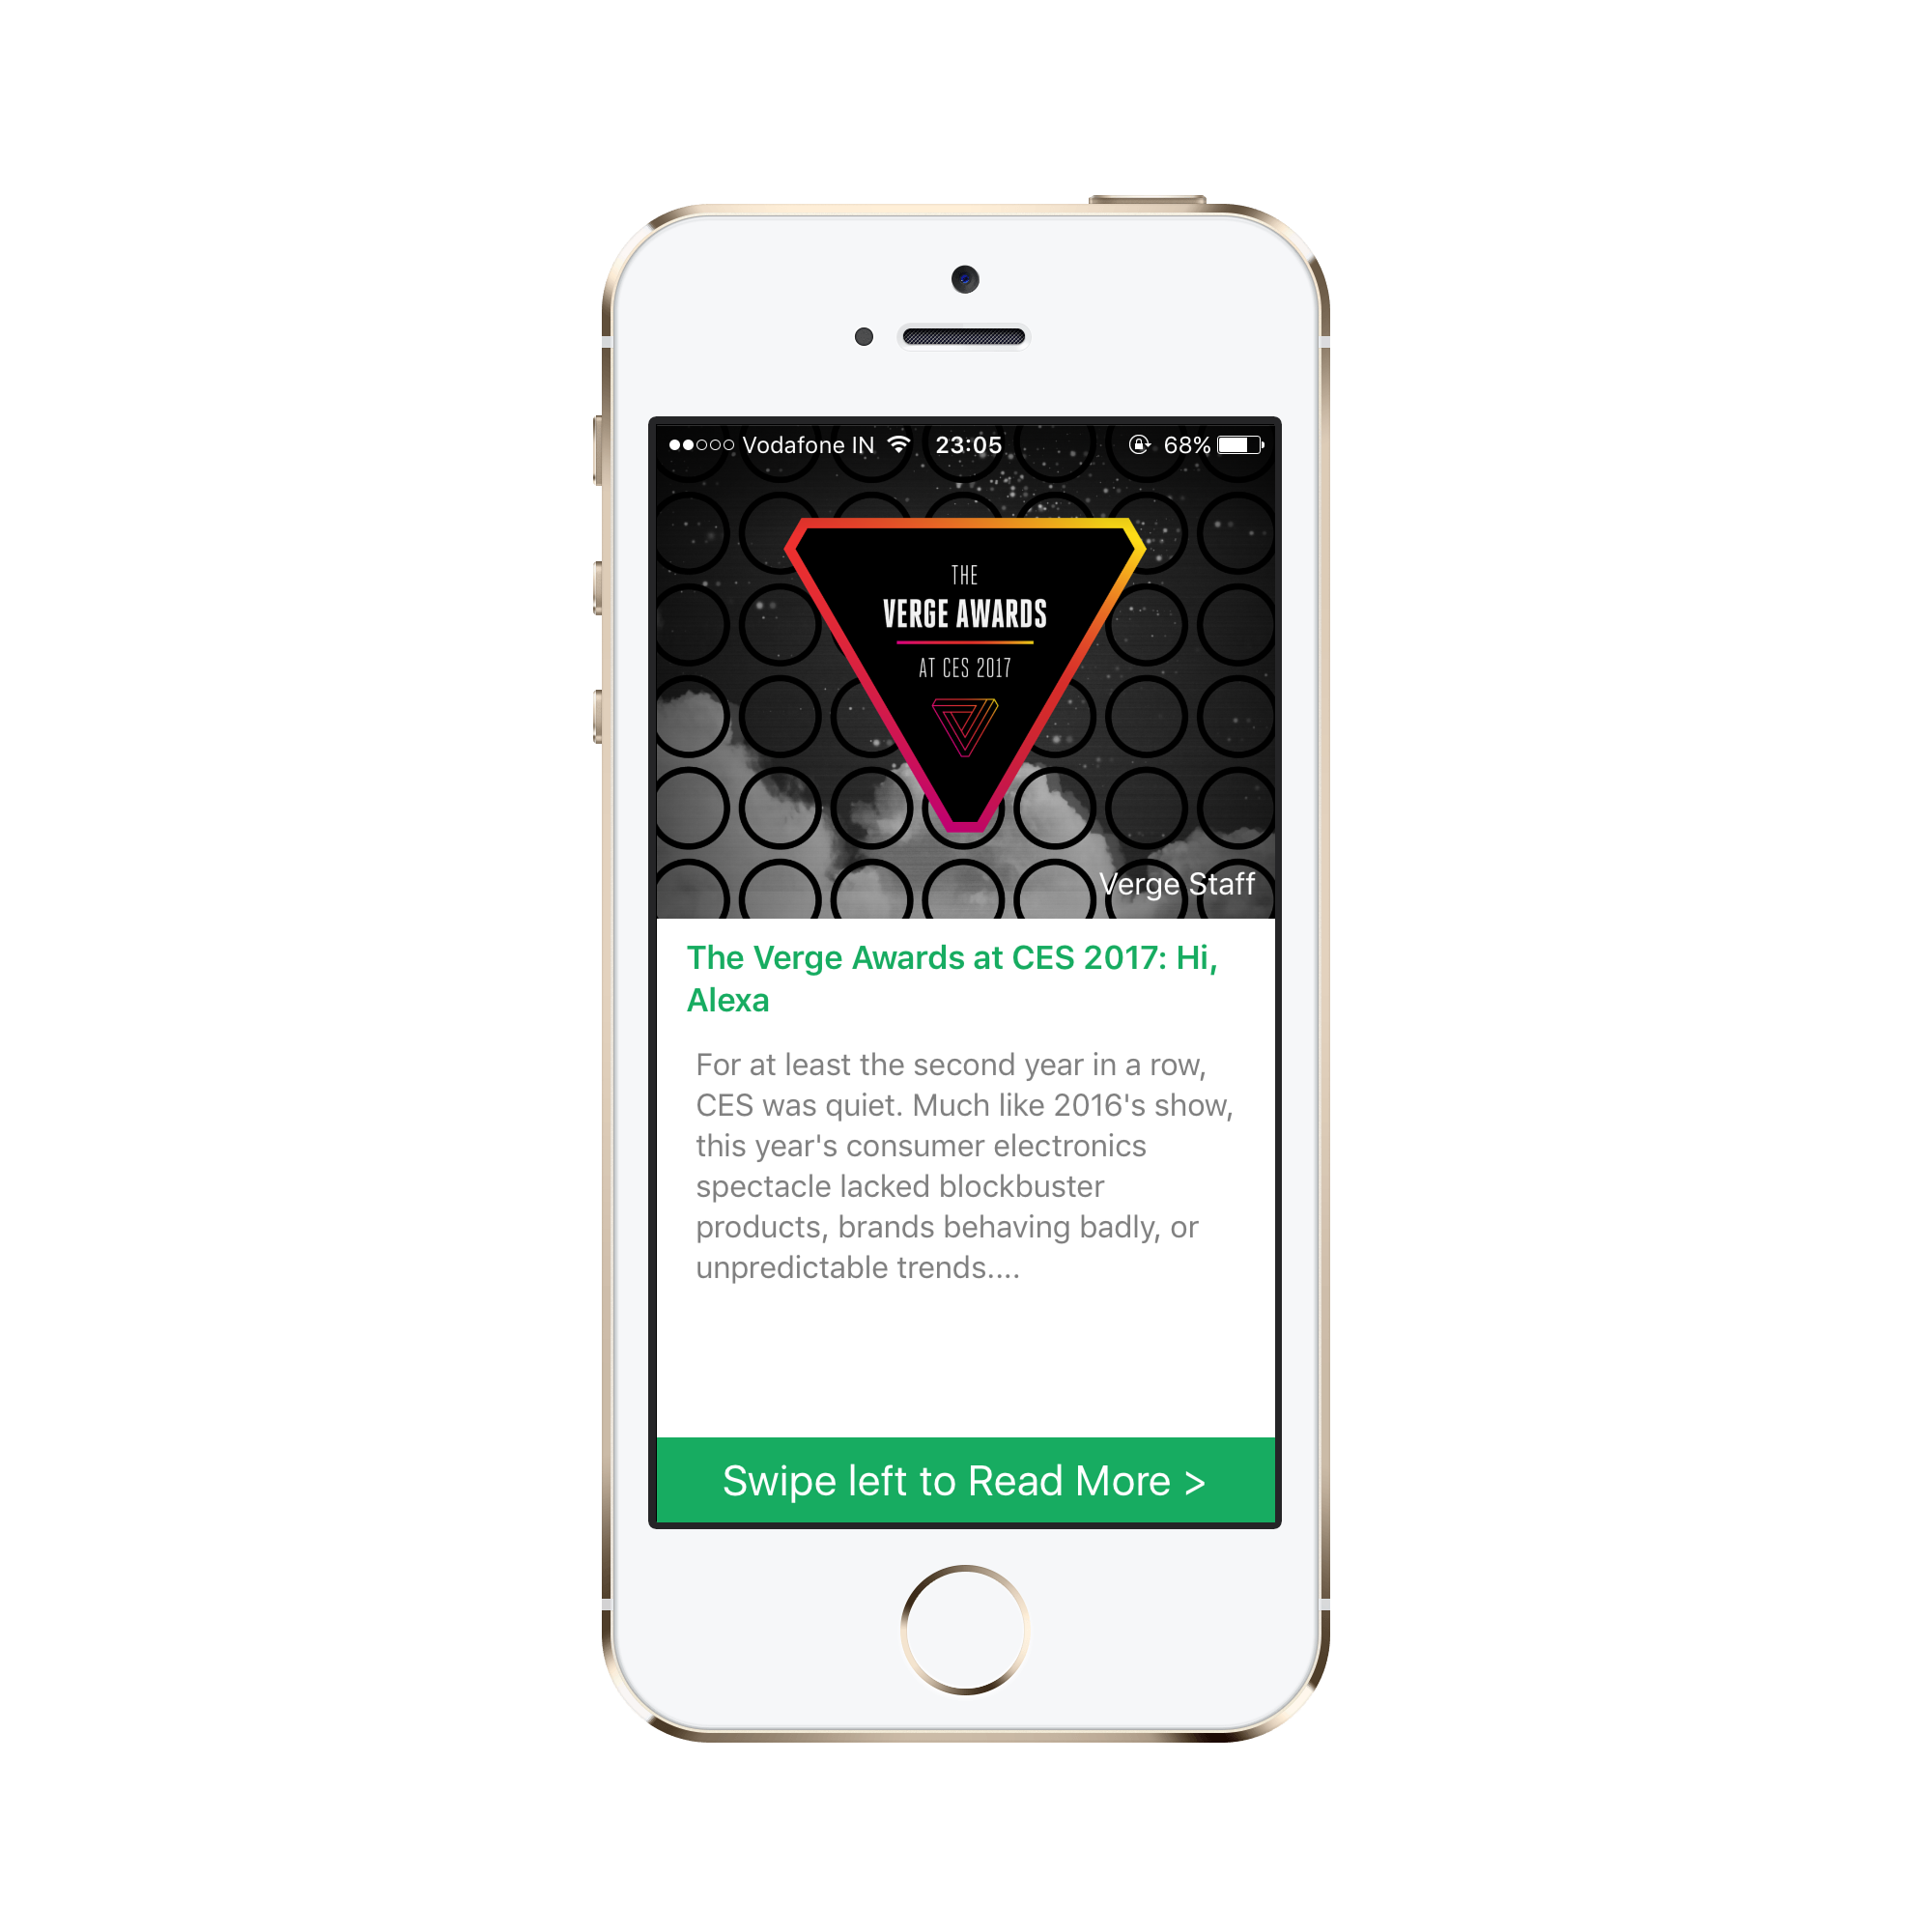 Vodafone IN 23:05 68%
THE
VERGE AWARDS
AT CES 2017
Verge Staff
The Verge Awards at CES 2017: Hi,
Alexa
For at least the second year in a row,
CES was quiet. Much like 2016's show,
this year's consumer electronics
spectacle lacked blockbuster
products, brands behaving badly, or
unpredictable trends....
Swipe left to Read More >